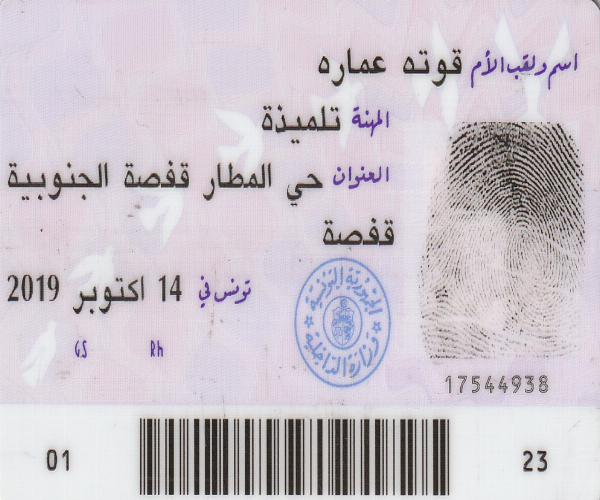 اسم ولقب الأم قوته عماره
المهنة تلميذة
العنوان حي المطار قفصة الجنوبية
قفصة
تونس في 14 اكتوبر 2019
GS Rh
الجمهورية التونسية
وزارة الداخلية
17544938
01 23